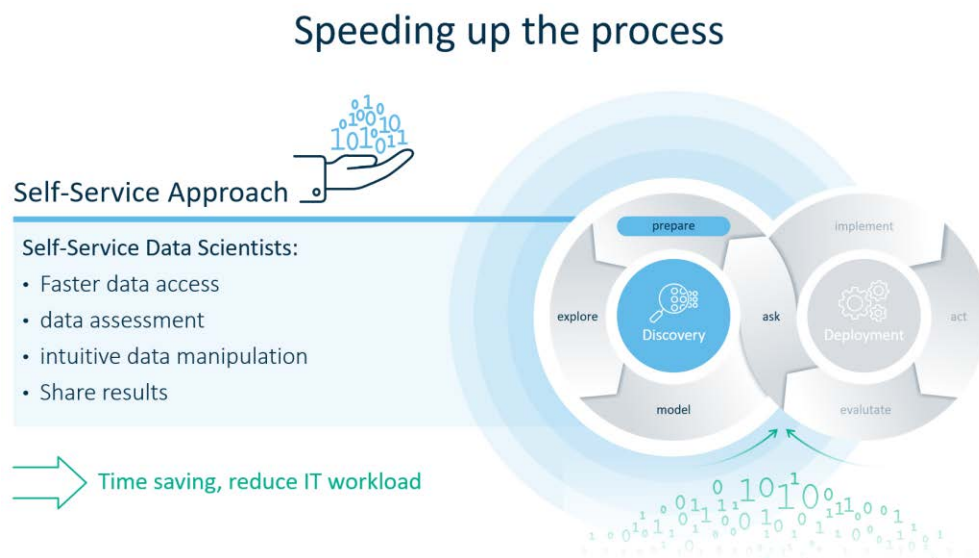 Speeding up the process
Self-Service Approach
Self-Service Data Scientists:
• Faster data access
• data assessment
• intuitive data manipulation
• Share results
Time saving, reduce IT workload
prepare
implement
explore
Discovery
ask
Deployment
act
model
evalutate